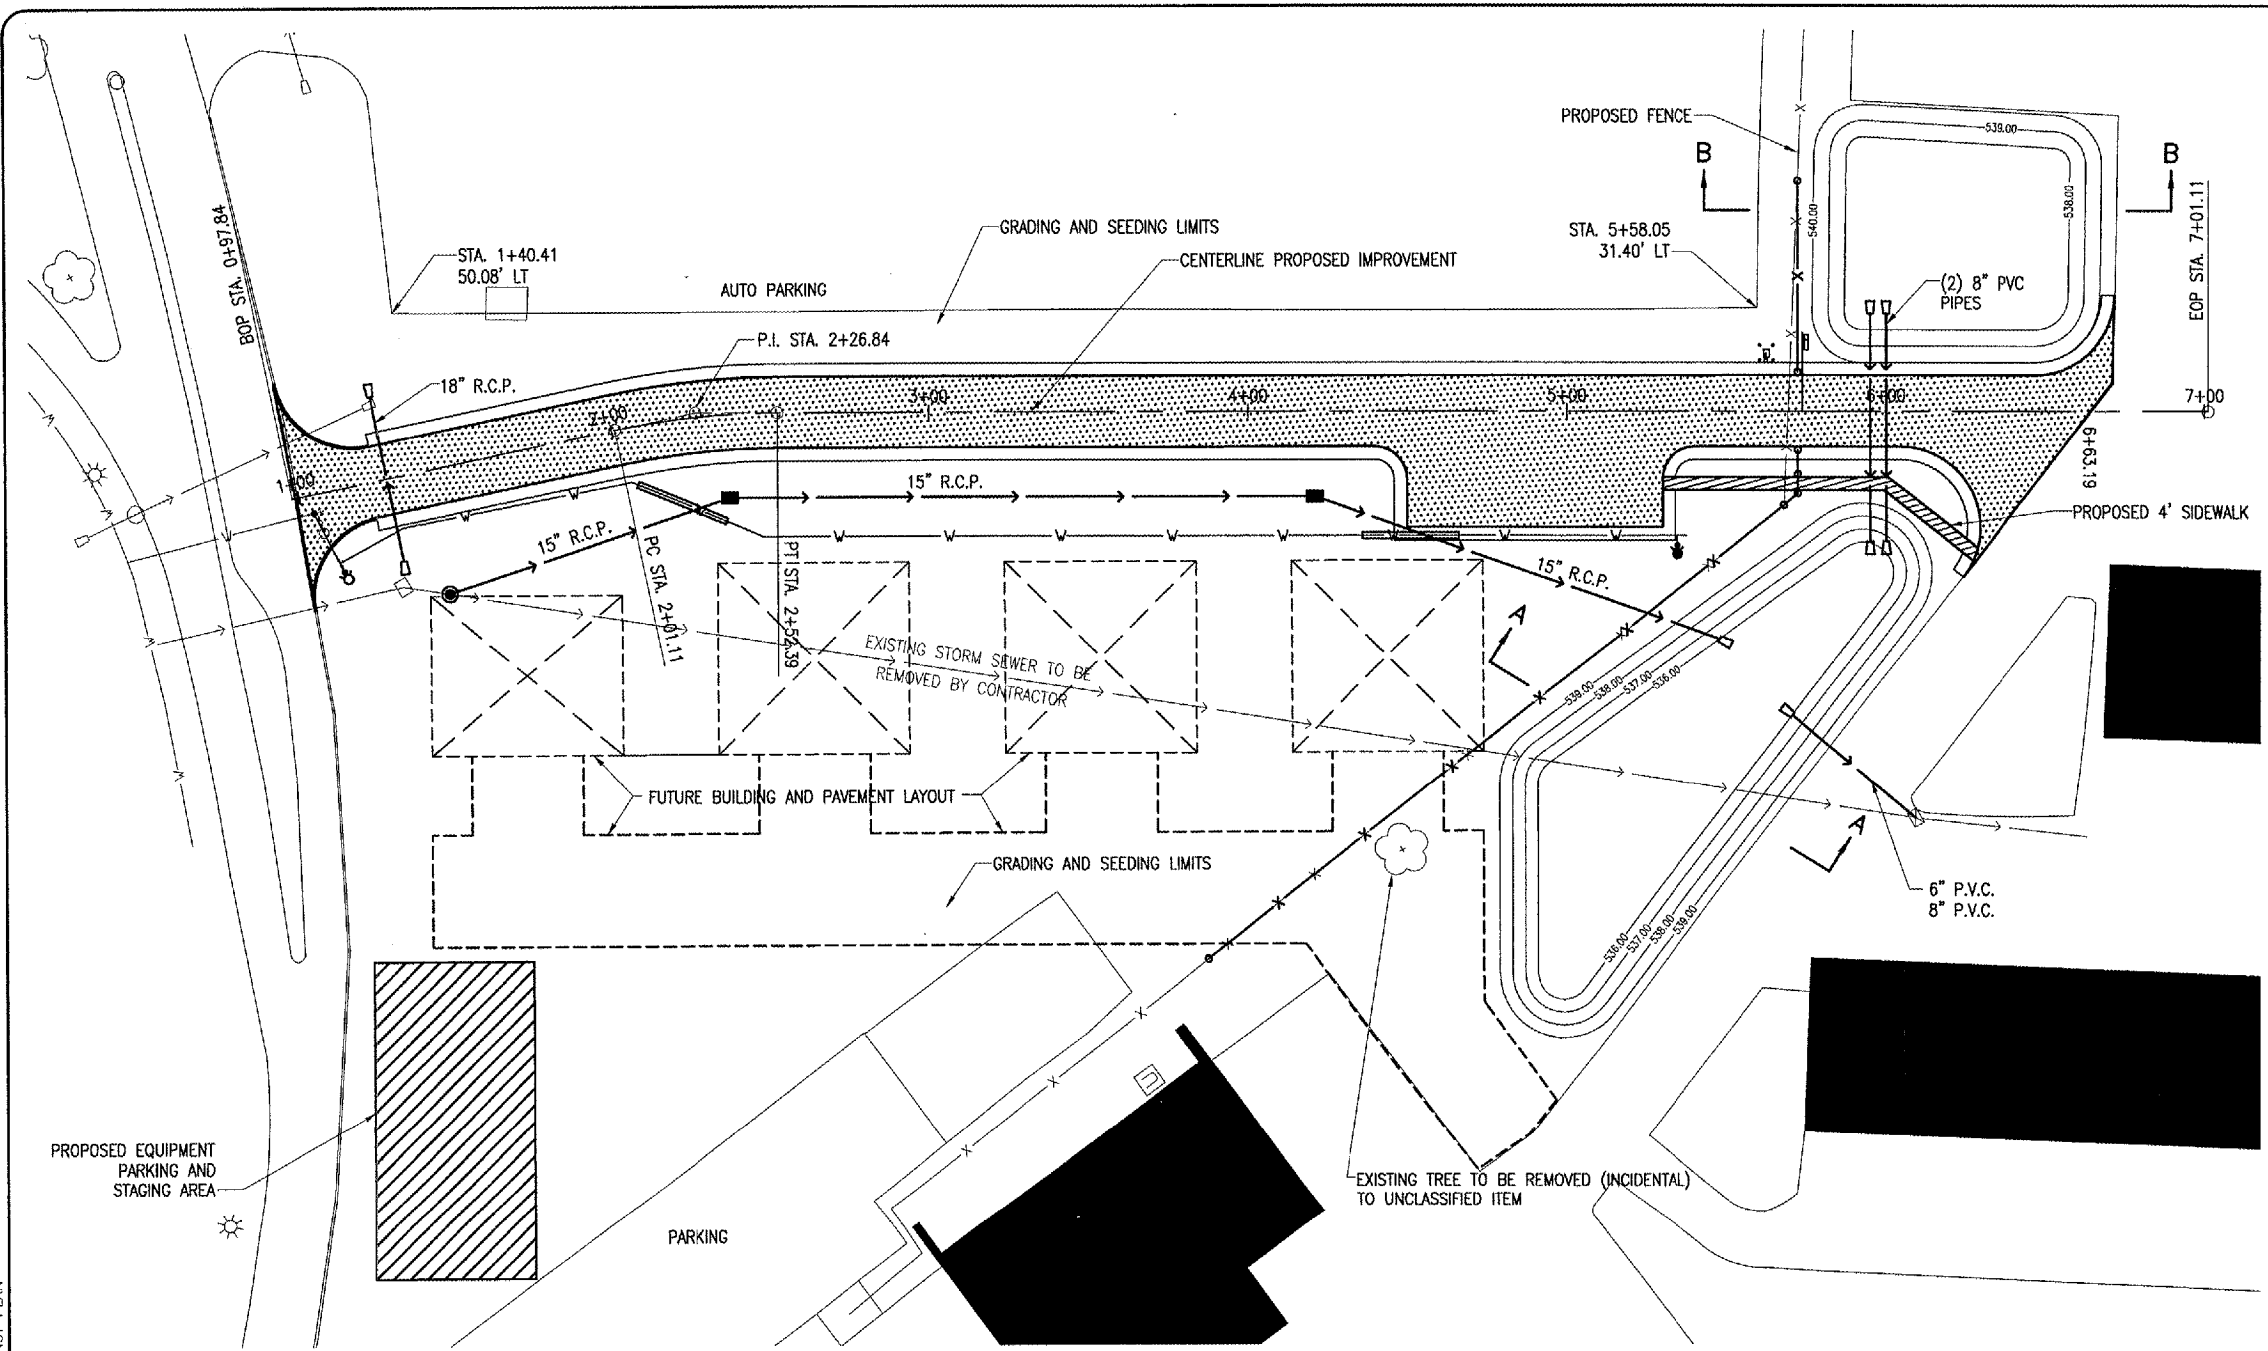 PROPOSED FENCE
B
B
539.00
538.00
540.00
BOP STA. 0+97.84
STA. 1+40.41
50.08' LT
GRADING AND SEEDING LIMITS
CENTERLINE PROPOSED IMPROVEMENT
STA. 5+58.05
31.40' LT
EOP STA. 7+01.11
AUTO PARKING
(2) 8" PVC
PIPES
P.I. STA. 2+26.84
18" R.C.P.
1+00
2+00
3+00
4+00
5+00
6+00
7+00
6+63.19
15" R.C.P.
15" R.C.P.
15" R.C.P.
PROPOSED 4' SIDEWALK
PC STA. 2+01.11
PT STA. 2+52.39
W W W W W W W W
W W W W
EXISTING STORM SEWER TO BE
REMOVED BY CONTRACTOR
A
539.00
538.00
537.00
536.00
FUTURE BUILDING AND PAVEMENT LAYOUT
A
GRADING AND SEEDING LIMITS
6" P.V.C.
8" P.V.C.
536.00
537.00
538.00
539.00
PROPOSED EQUIPMENT
PARKING AND
STAGING AREA
PARKING
EXISTING TREE TO BE REMOVED (INCIDENTAL)
TO UNCLASSIFIED ITEM